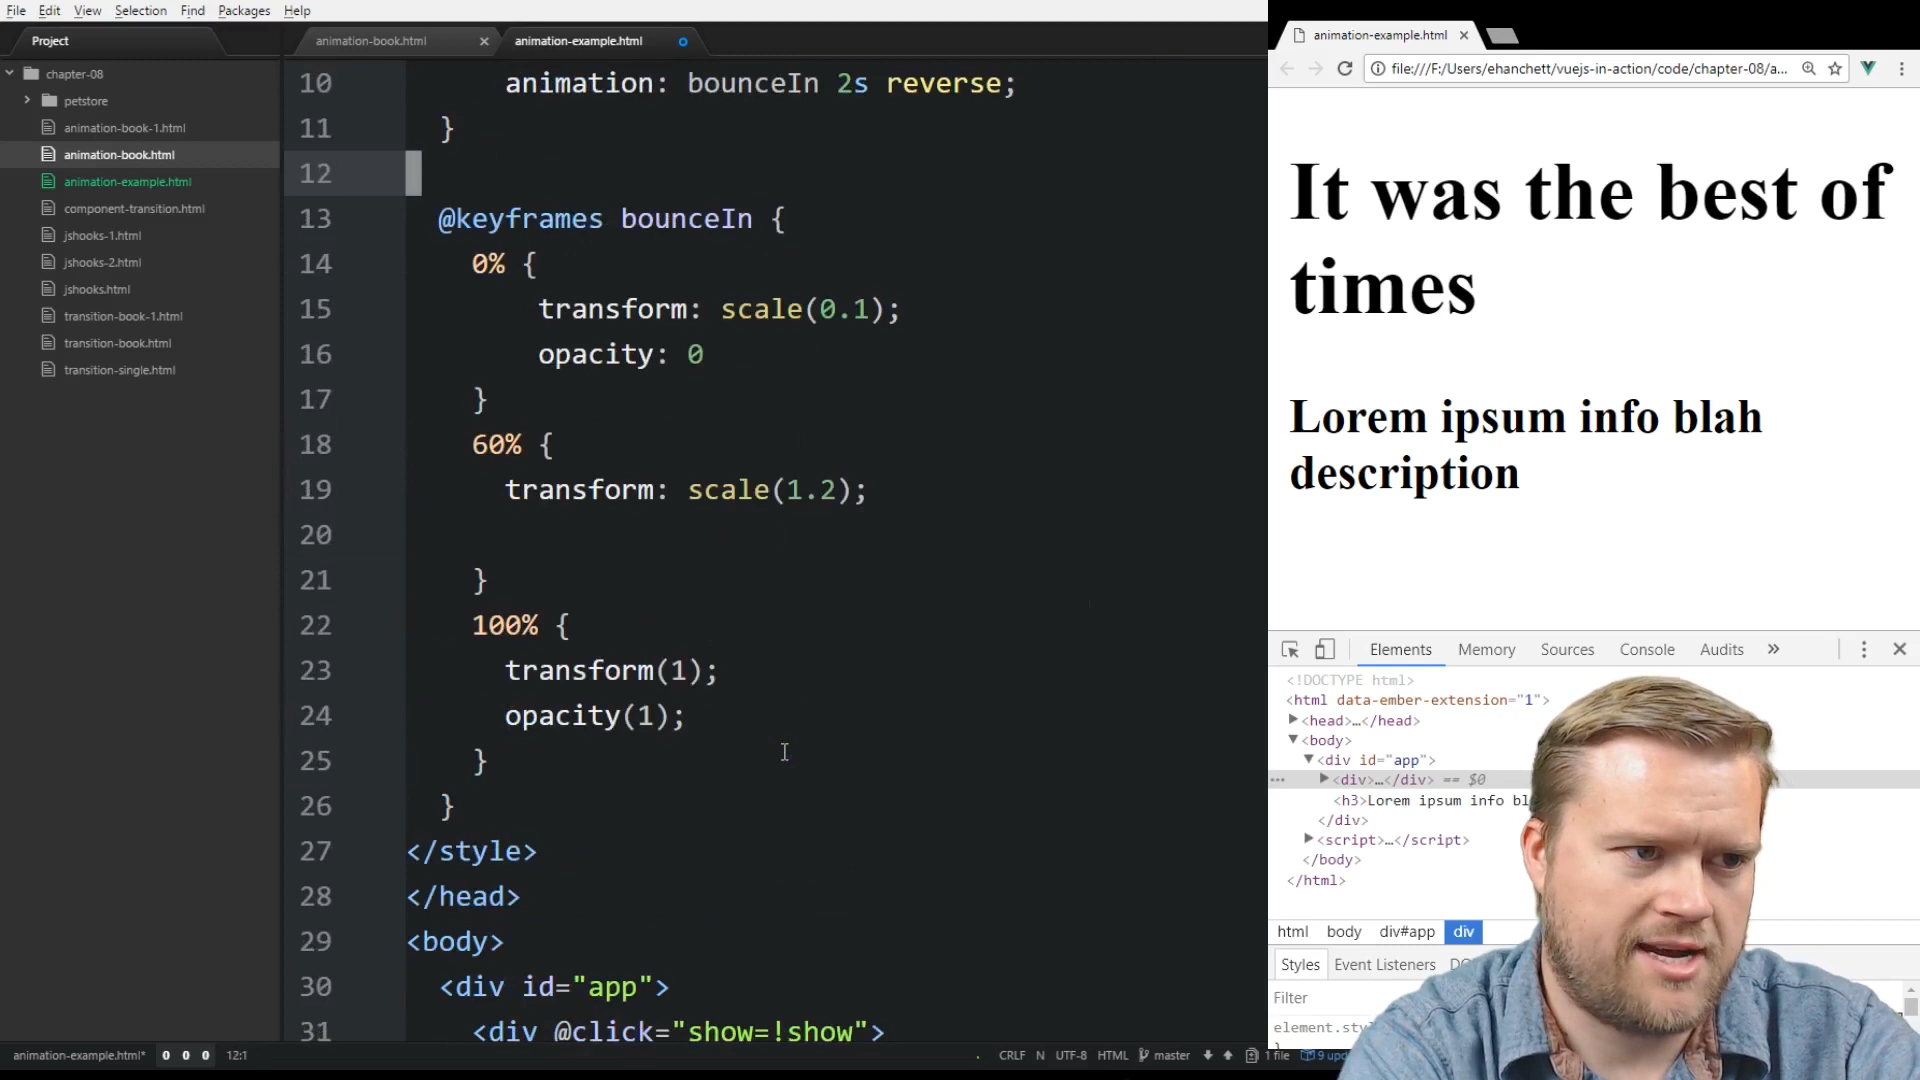 File Edit View Selection Find Packages Help
Project
chapter-08
petstore
animation-book-1.html
animation-book.html
animation-example.html
component-transition.html
jshooks-1.html
jshooks-2.html
jshooks.html
transition-book-1.html
transition-book.html
transition-single.html
animation-book.html
animation-example.html
10 animation: bounceIn 2s reverse;
11 }
12
13 @keyframes bounceIn {
14 0% {
15 transform: scale(0.1);
16 opacity: 0
17 }
18 60% {
19 transform: scale(1.2);
20
21 }
22 100% {
23 transform(1);
24 opacity(1);
25 }
26 }
27 </style>
28 </head>
29 <body>
30 <div id="app">
31 <div @click="show=!show">
animation-example.html* 0 0 0 12:1
CRLF N UTF-8 HTML master 1 file 9 upd
animation-example.html
file:///F:/Users/ehanchett/vuejs-in-action/code/chapter-08/a...
It was the best of
times
Lorem ipsum info blah
description
Elements Memory Sources Console Audits »
<!DOCTYPE html>
<html data-ember-extension="1">
<head>…</head>
<body>
<div id="app">
... <div>…</div> == $0
<h3>Lorem ipsum info bl
</div>
<script>…</script>
</body>
</html>
html body div#app div
Styles Event Listeners DO
Filter
element.sty